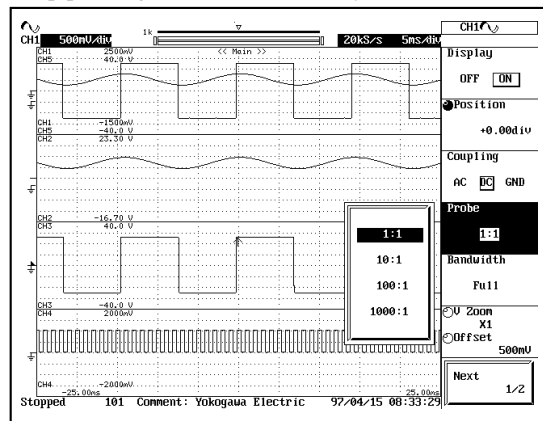 CH1
CH1 500mV/div
1k
20kS/s 5ms/div
CH1 2500mV
CH5 40.0 V
<< Main >>
CH1 -1500mV
CH5 -40.0 V
CH2 23.30 V
CH2 -16.70 V
CH3 40.0 V
CH3 -40.0 V
CH4 2000mV
CH4 -2000mV
-25.00ms
25.00ms
Stopped 101 Comment: Yokogawa Electric 97/04/15 08:33:29
1:1
10:1
100:1
1000:1
Display
OFF ON
Position
+0.00div
Coupling
AC DC GND
Probe
1:1
Bandwidth
Full
V Zoom
X1
Offset
500mV
Next
1/2